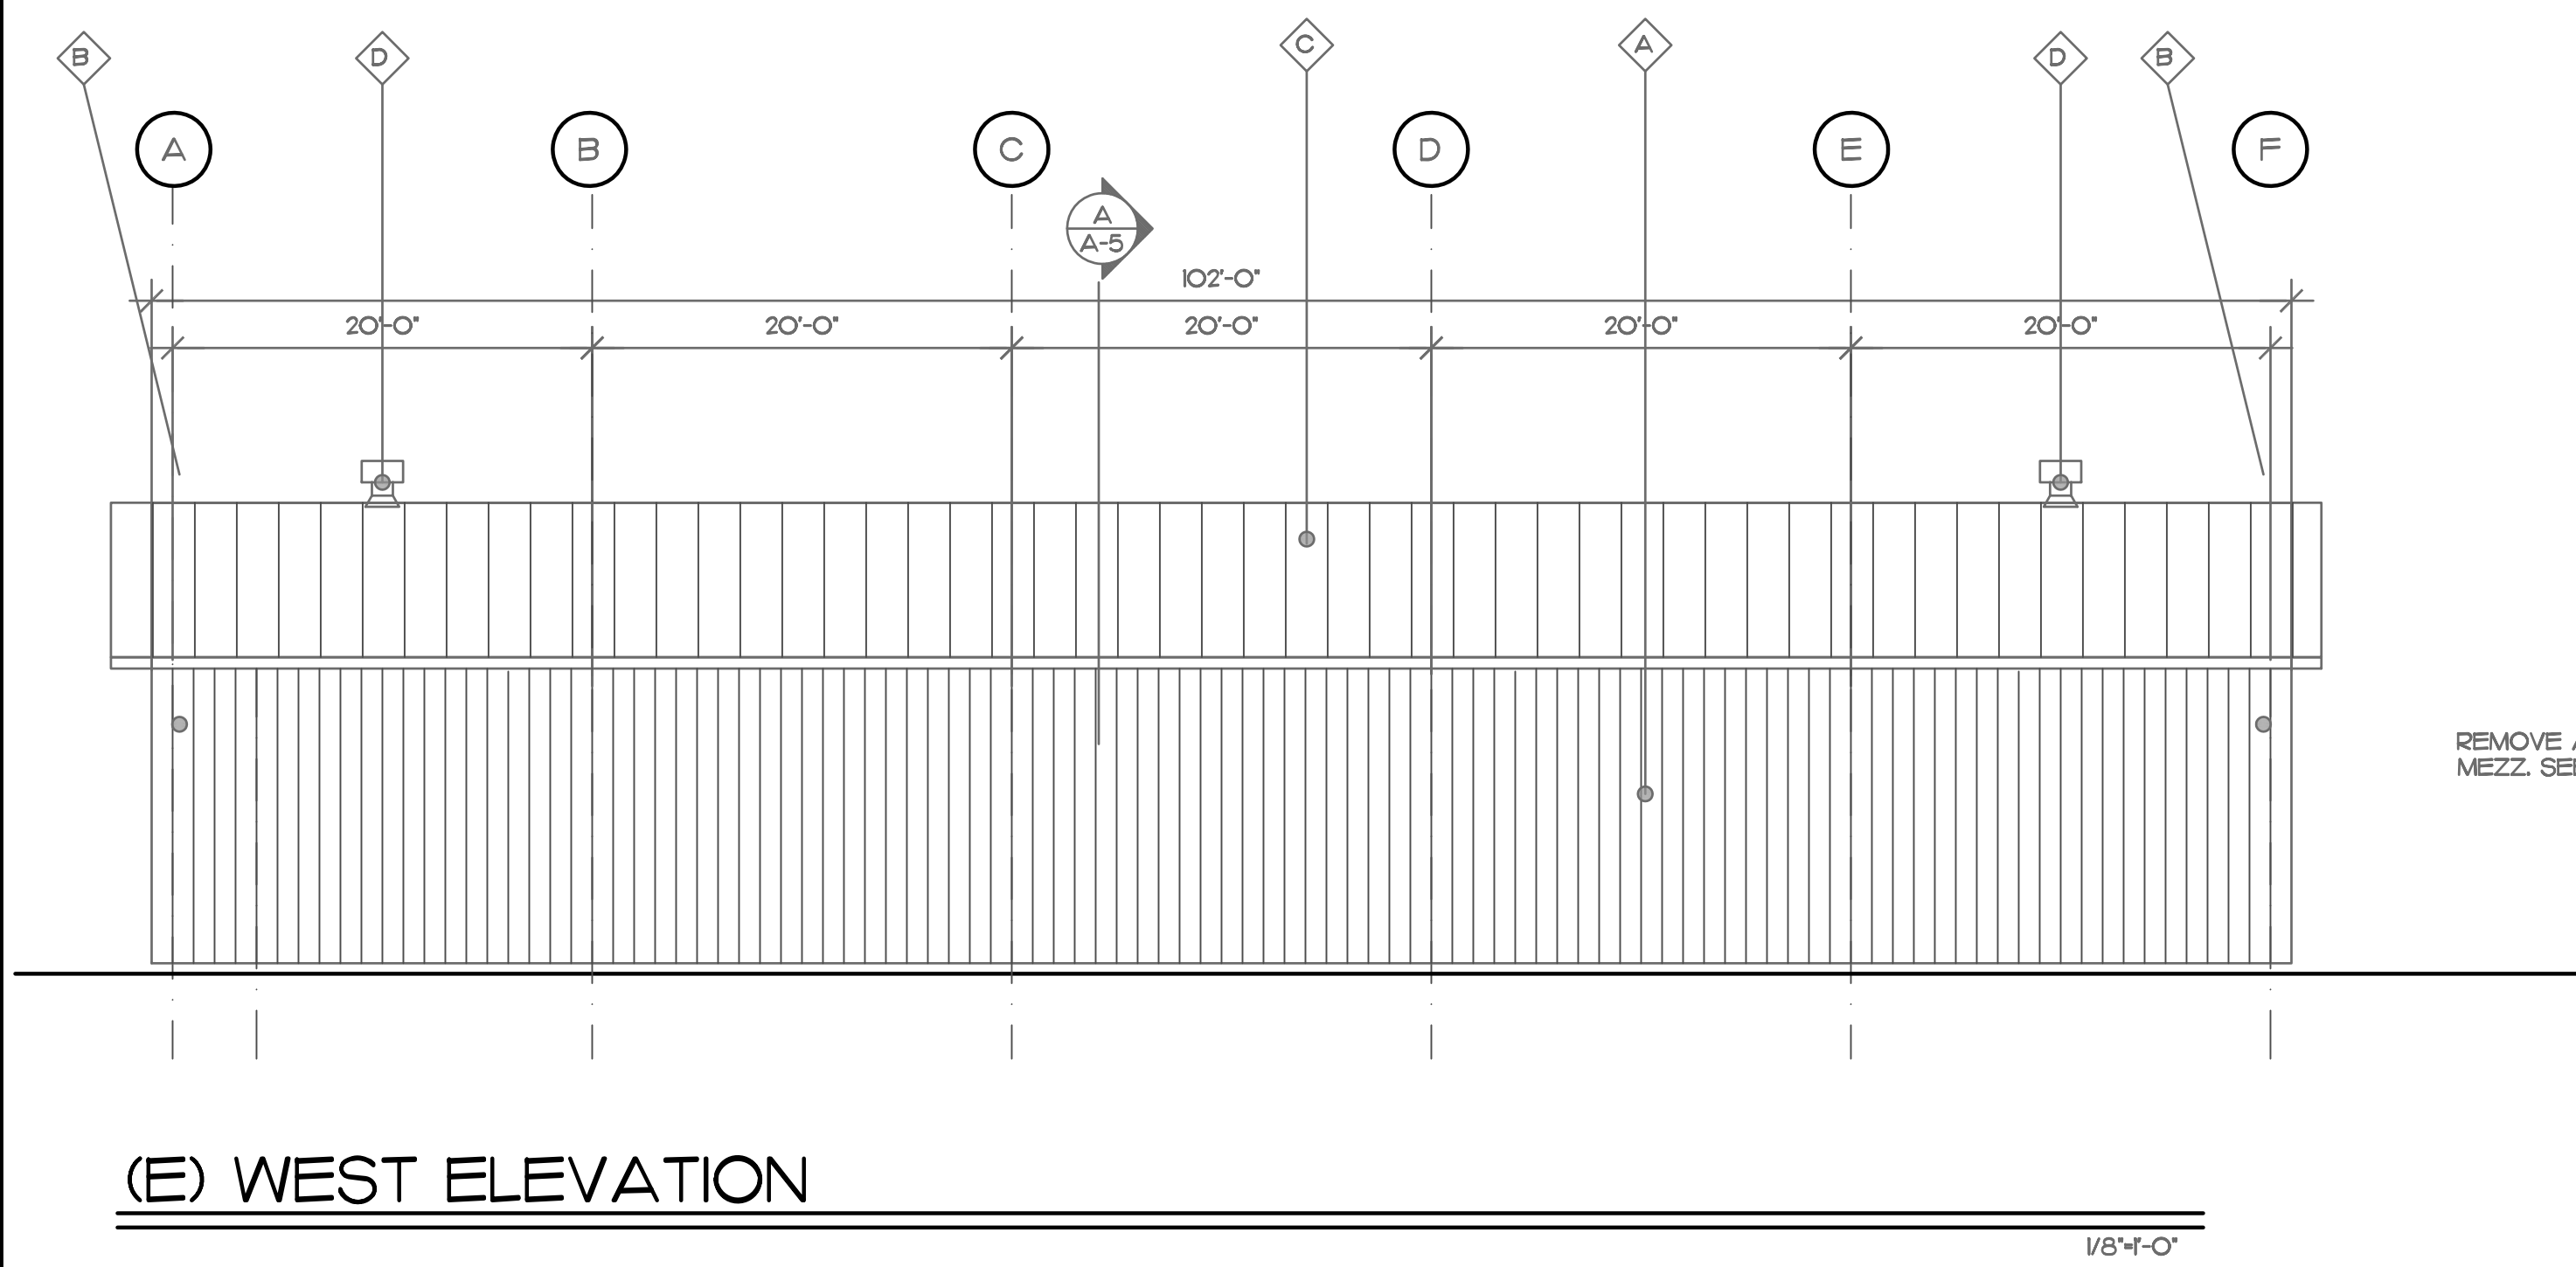 B D C A D B
A B C D E F
A
A-5
102'-0"
20'-0" 20'-0" 20'-0" 20'-0" 20'-0"
REMOVE
MEZZ.
(E) WEST ELEVATION
1/8"=1'-0"